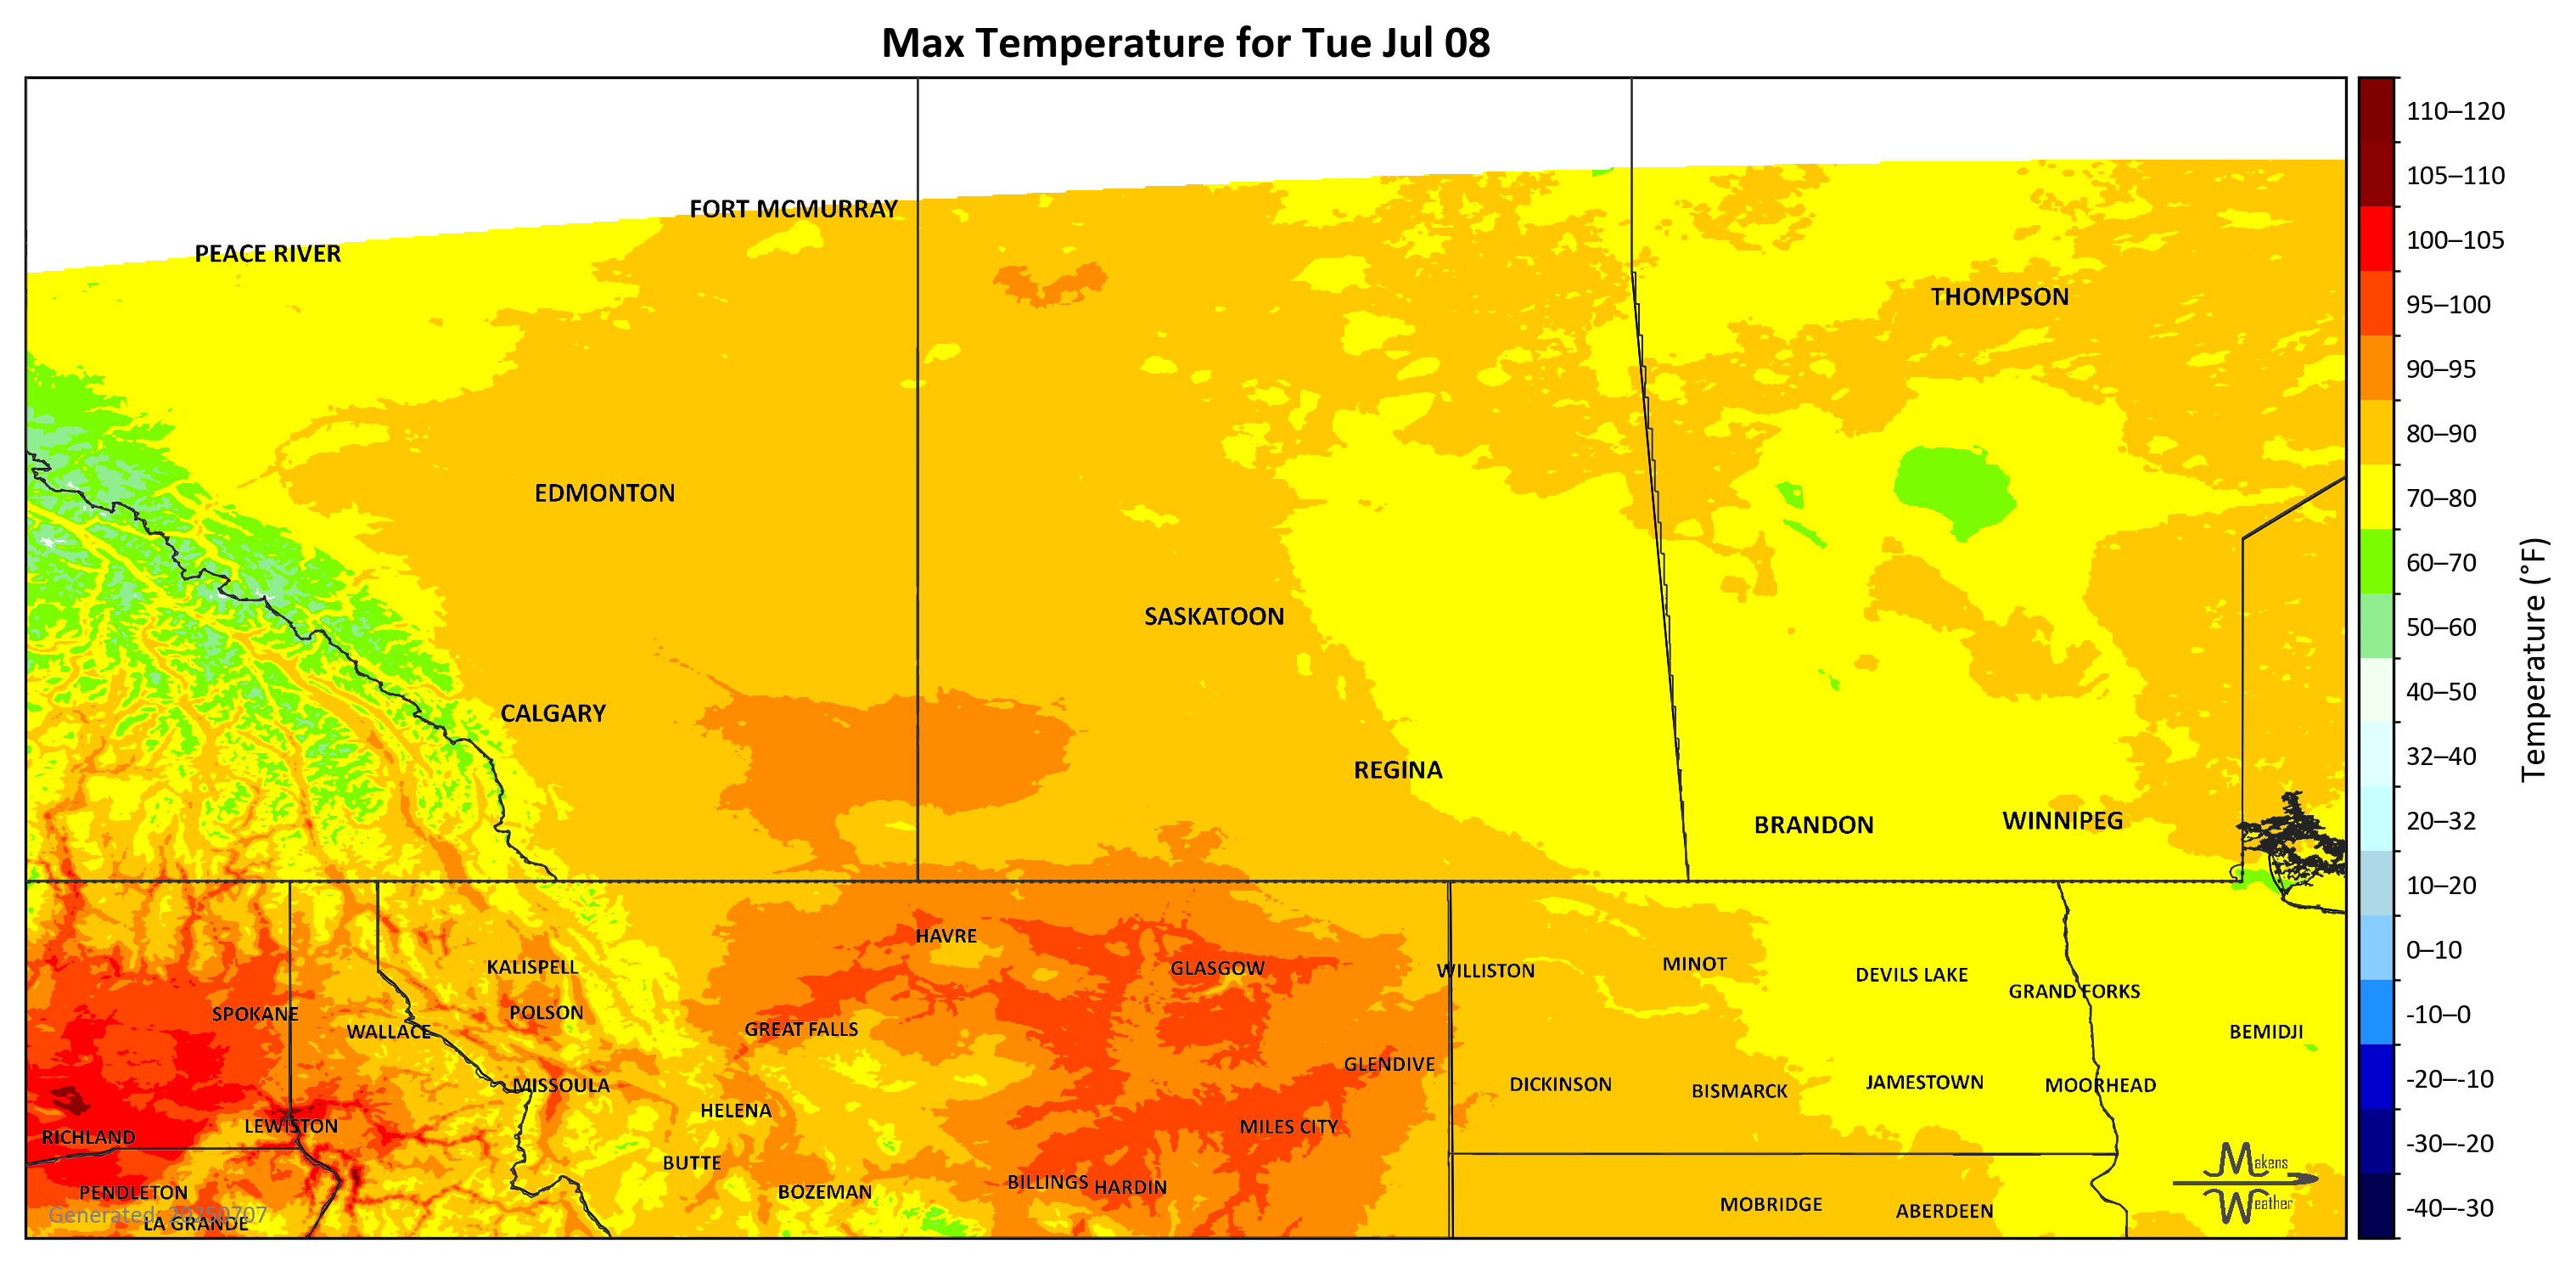 Max Temperature for Tue Jul 08
110–120
105–110
100–105
95–100
90–95
80–90
70–80
60–70
50–60
40–50
32–40
20–32
10–20
0–10
-10–0
-20–-10
-30–-20
-40–-30
Temperature (°F)
FORT MCMURRAY
PEACE RIVER
THOMPSON
EDMONTON
SASKATOON
CALGARY
REGINA
BRANDON
WINNIPEG
HAVRE
KALISPELL
GLASGOW
WILLISTON
MINOT
DEVILS LAKE
GRAND FORKS
SPOKANE
POLSON
WALLACE
GREAT FALLS
BEMIDJI
GLENDIVE
MISSOULA
DICKINSON
BISMARCK
JAMESTOWN
MOORHEAD
HELENA
LEWISTON
MILES CITY
RICHLAND
BUTTE
BILLINGS
HARDIN
PENDLETON
BOZEMAN
MOBRIDGE
ABERDEEN
Generated: 20250707
LA GRANDE
Makens
Weather